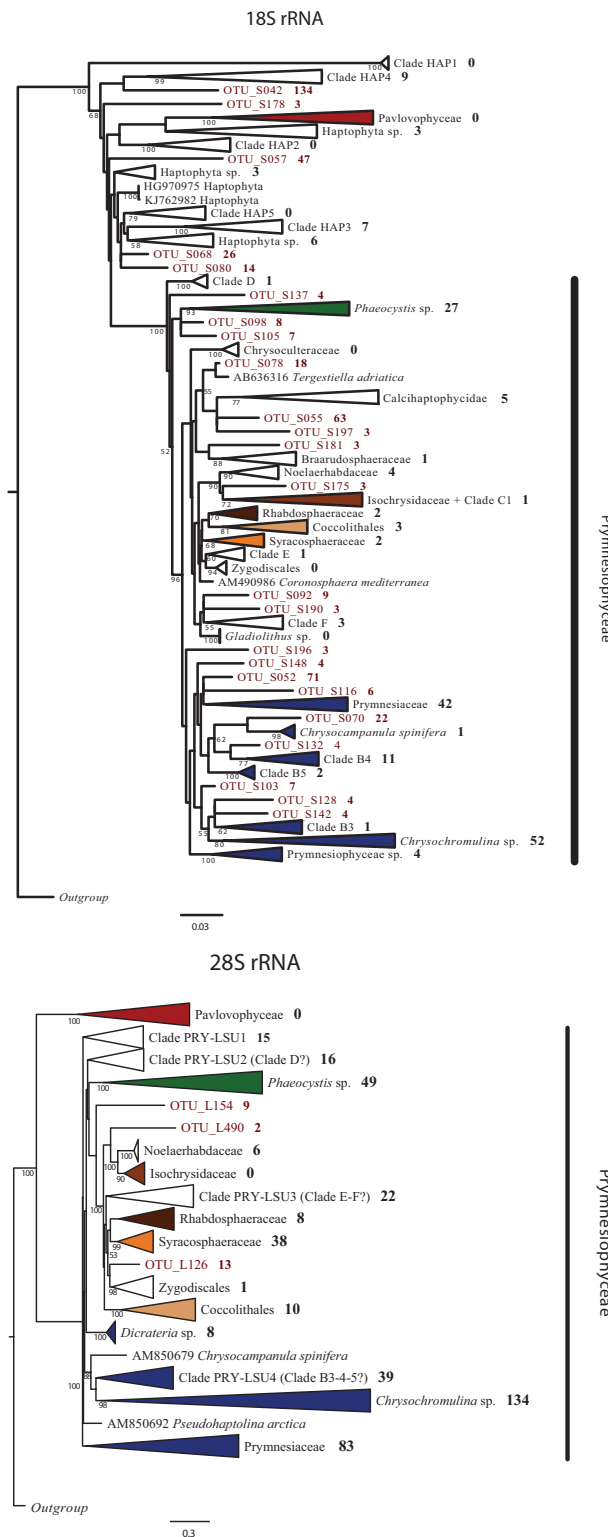 18S rRNA
100 Clade HAP1 0
99 Clade HAP4 9
100
OTU_S042 134
68
OTU_S178 3
100 Pavlovophyceae 0
Haptophyta sp. 3
100 Clade HAP2 0
OTU_S057 47
Haptophyta sp. 3
HG970975 Haptophyta
100
KJ762982 Haptophyta
79 Clade HAP5 0
100 Clade HAP3 7
58 Haptophyta sp. 6
OTU_S068 26
OTU_S080 14
Clade D 1
100
OTU_S137 4
93 Phaeocystis sp. 27
OTU_S098 8
OTU_S105 7
100 Chrysoculteraceae 0
OTU_S078 18
AB636316 Tergestiella adriatica
55
77 Calcihaptophycidae 5
OTU_S055 63
OTU_S197 3
OTU_S181 3
52
88 Braarudosphaeraceae 1
90 Noelaerhabdaceae 4
90
OTU_S175 3
72 Isochrysidaceae + Clade C1 1
70 Rhabdosphaeraceae 2
81 Coccolithales 3
68 Syracosphaeraceae 2
60 Clade E 1
94 Zygodiscales 0
96
AM490986 Coronosphaera mediterranea
OTU_S092 9
OTU_S190 3
55 Clade F 3
100 Gladiolithus sp. 0
OTU_S196 3
OTU_S148 4
OTU_S052 71
OTU_S116 6
Prymnesiaceae 42
OTU_S070 22
98 Chrysocampanula spinifera 1
62
OTU_S132 4
77 Clade B4 11
100 Clade B5 2
OTU_S103 7
OTU_S128 4
OTU_S142 4
55 62 Clade B3 1
80 Chrysochromulina sp. 52
100 Prymnesiophyceae sp. 4
Prymnesiophyceae
Outgroup
0.03
28S rRNA
100 Pavlovophyceae 0
Clade PRY-LSU1 15
Clade PRY-LSU2 (Clade D?) 16
100 Phaeocystis sp. 49
OTU_L154 9
OTU_L490 2
100 100 Noelaerhabdaceae 6
100
90 Isochrysidaceae 0
100 Clade PRY-LSU3 (Clade E-F?) 22
Rhabdosphaeraceae 8
99 Syracosphaeraceae 38
53
OTU_L126 13
98 Zygodiscales 1
100 Coccolithales 10
100 Dicrateria sp. 8
AM850679 Chrysocampanula spinifera
Clade PRY-LSU4 (Clade B3-4-5?) 39
100
98 Chrysochromulina sp. 134
AM850692 Pseudohaptolina arctica
Prymnesiaceae 83
Prymnesiophyceae
Outgroup
0.3